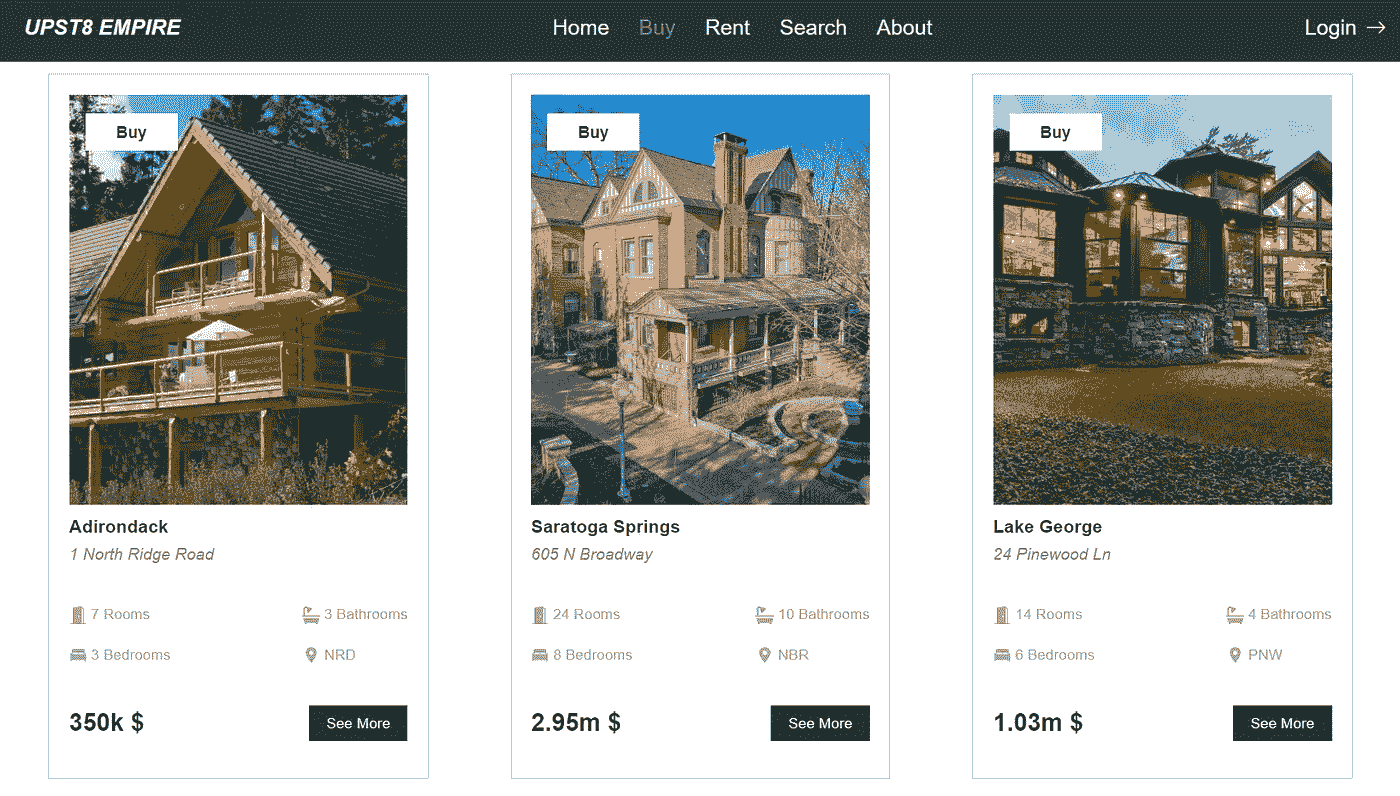 UPST8 EMPIRE
Home Buy Rent Search About
Login →
Buy
Adirondack
1 North Ridge Road
7 Rooms
3 Bathrooms
3 Bedrooms
NRD
350k $
See More
Buy
Saratoga Springs
605 N Broadway
24 Rooms
10 Bathrooms
8 Bedrooms
NBR
2.95m $
See More
Buy
Lake George
24 Pinewood Ln
14 Rooms
4 Bathrooms
6 Bedrooms
PNW
1.03m $
See More